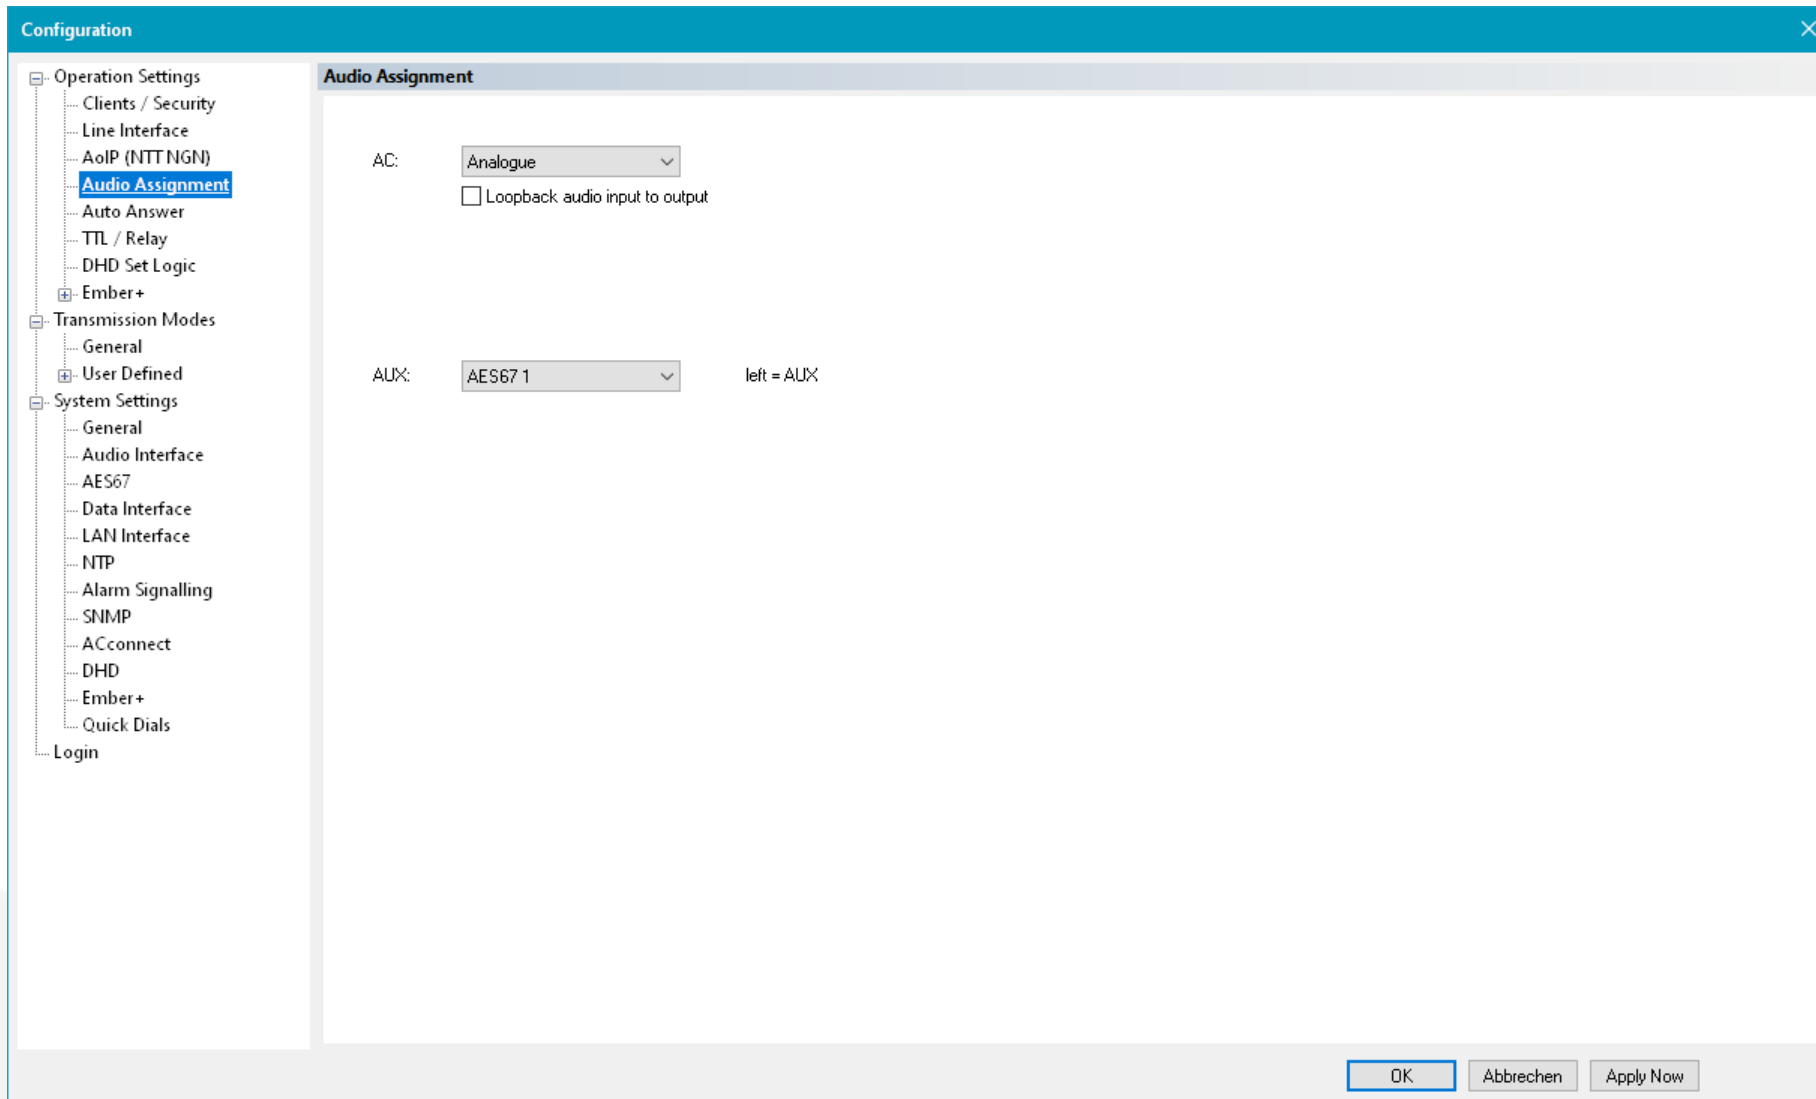 Configuration
Operation Settings
Clients / Security
Line Interface
AoIP (NTT NGN)
Audio Assignment
Auto Answer
TTL / Relay
DHD Set Logic
Ember+
Transmission Modes
General
User Defined
System Settings
General
Audio Interface
AES67
Data Interface
LAN Interface
NTP
Alarm Signalling
SNMP
ACconnect
DHD
Ember+
Quick Dials
Login
Audio Assignment
AC: Analogue
Loopback audio input to output
AUX: AES67 1 left = AUX
OK Abbrechen Apply Now